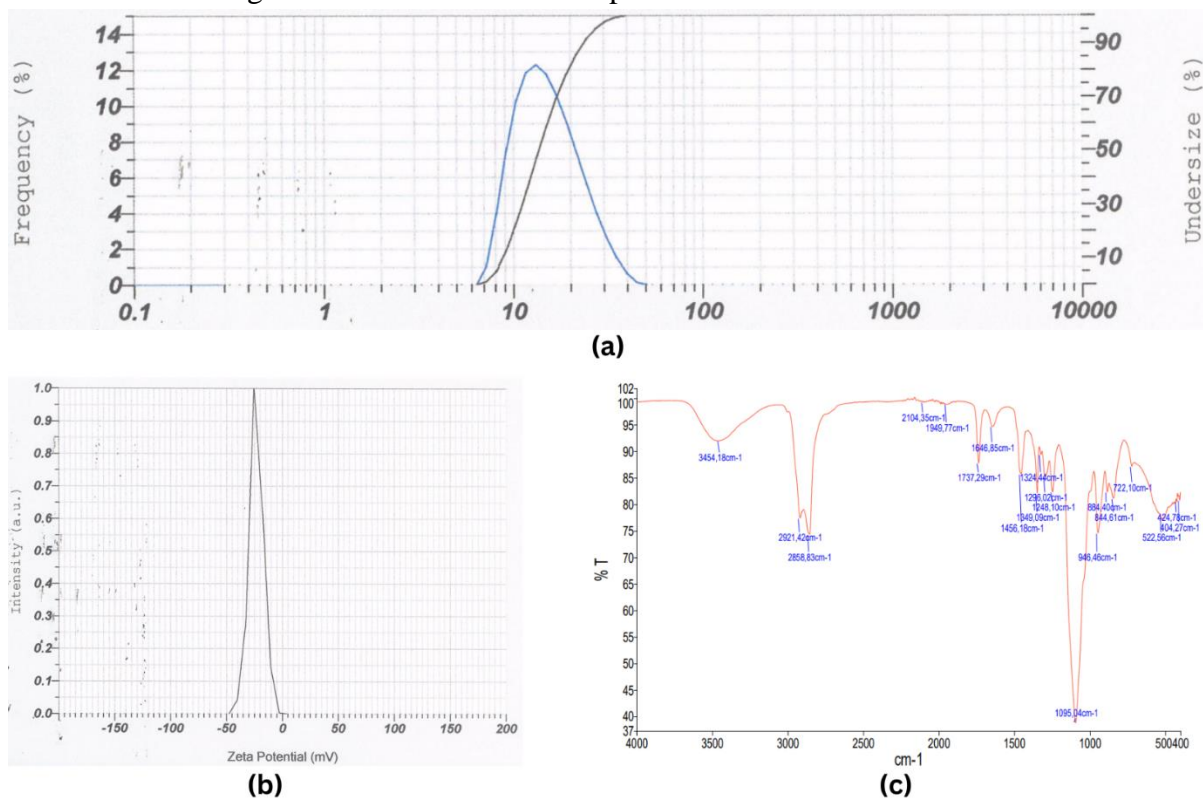 Frequency (%)
14
12
10
8
6
4
2
0
90
70
50
30
10
Undersize (%)
0.1
1
10
100
1000
10000
(a)
Intensity (a.u.)
1.0
0.9
0.8
0.7
0.6
0.5
0.4
0.3
0.2
0.1
0.0
-150
-100
-50
0
50
100
150
200
Zeta Potential (mV)
(b)
% T
102
100
95
90
85
80
75
70
65
60
55
50
45
40
37
3454,18cm-1
2921,42cm-1
2858,83cm-1
2104,35cm-1
1949,77cm-1
1737,29cm-1
1646,85cm-1
1456,18cm-1
1349,09cm-1
1324,44cm-1
1296,02cm-1
1248,10cm-1
1095,04cm-1
946,46cm-1
884,40cm-1
844,61cm-1
722,10cm-1
522,56cm-1
424,78cm-1
404,27cm-1
4000
3500
3000
2500
2000
1500
1000
500400
cm-1
(c)